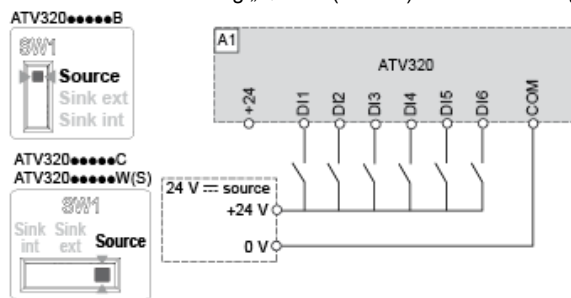 ATV320●●●●●B
SW1
Source
Sink ext
Sink int
ATV320●●●●●C
ATV320●●●●●W(S)
SW1
Sink int
Sink ext
Source
A1
ATV320
+24
DI1
DI2
DI3
DI4
DI5
DI6
COM
24 V ⎓ source
+24 V
0 V